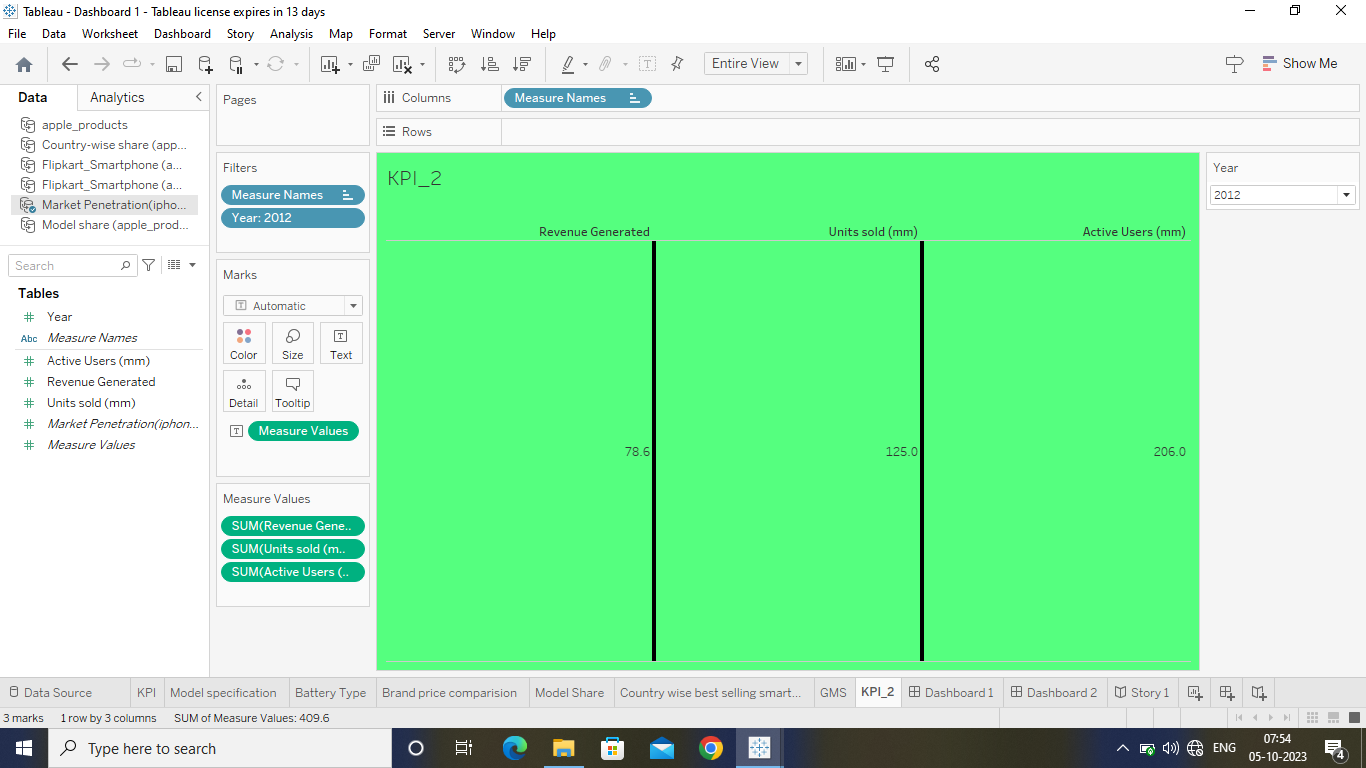 Tableau - Dashboard 1 - Tableau license expires in 13 days
File Data Worksheet Dashboard Story Analysis Map Format Server Window Help
Entire View
Show Me
Data Analytics
apple_products
Country-wise share (app...
Flipkart_Smartphone (a...
Flipkart_Smartphone (a...
Market Penetration(ipho...
Model share (apple_prod...
Search
Tables
Year
Abc Measure Names
Active Users (mm)
Revenue Generated
Units sold (mm)
Market Penetration(iphon...
Measure Values
Pages
Filters
Measure Names
Year: 2012
Marks
T Automatic
Color Size Text
Detail Tooltip
T Measure Values
Measure Values
SUM(Revenue Gene..
SUM(Units sold (m..
SUM(Active Users (..
Columns Measure Names
Rows
KPI_2
Revenue Generated Units sold (mm) Active Users (mm)
78.6 125.0 206.0
Year
2012
Data Source KPI Model specification Battery Type Brand price comparision Model Share Country wise best selling smart... GMS KPI_2 Dashboard 1 Dashboard 2 Story 1
3 marks 1 row by 3 columns SUM of Measure Values: 409.6
Type here to search
ENG
07:54
05-10-2023
4